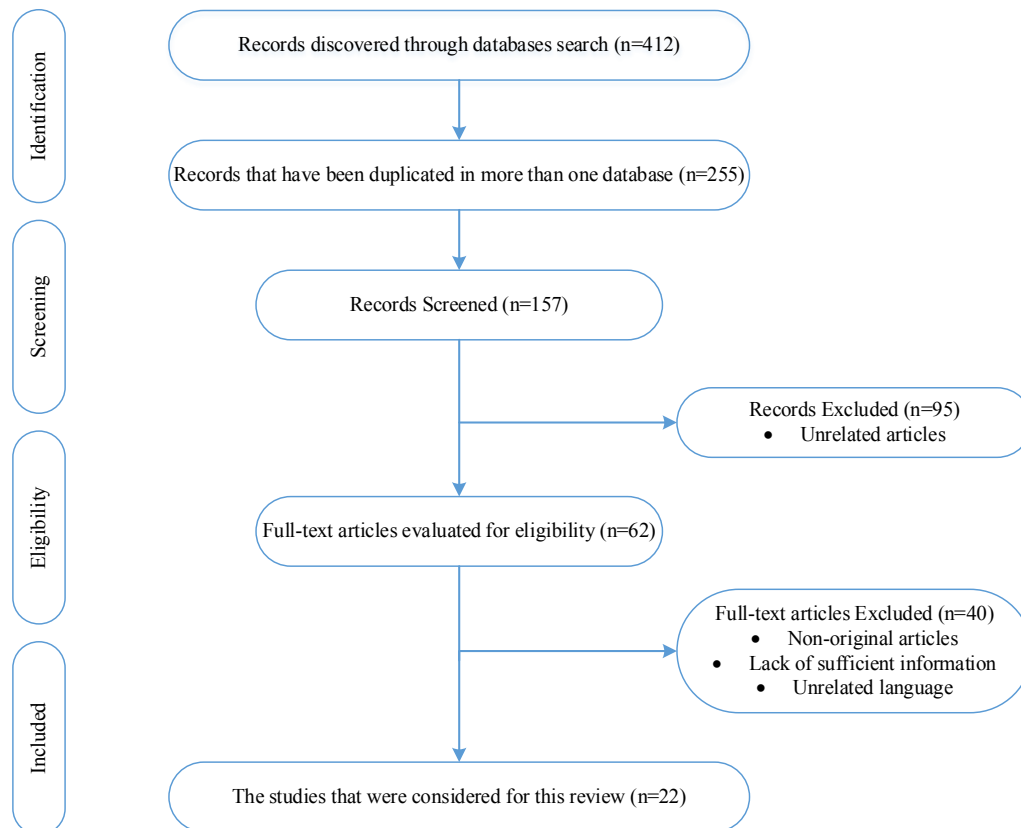 Identification
Records discovered through databases search (n=412)
Records that have been duplicated in more than one database (n=255)
Screening
Records Screened (n=157)
Records Excluded (n=95)
• Unrelated articles
Eligibility
Full-text articles evaluated for eligibility (n=62)
Full-text articles Excluded (n=40)
• Non-original articles
• Lack of sufficient information
• Unrelated language
Included
The studies that were considered for this review (n=22)